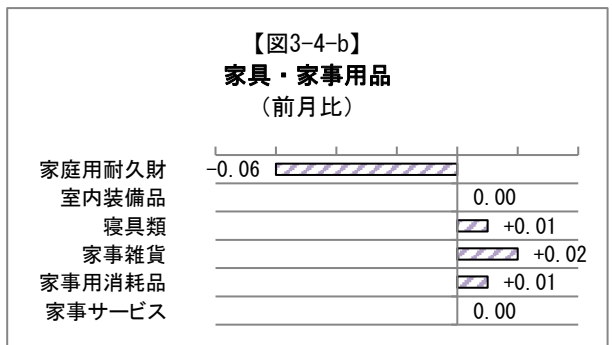 【図3-4-b】
家具・家事用品
（前月比）
家庭用耐久財 -0.06
室内装備品 0.00
寝具類 +0.01
家事雑貨 +0.02
家事用消耗品 +0.01
家事サービス 0.00